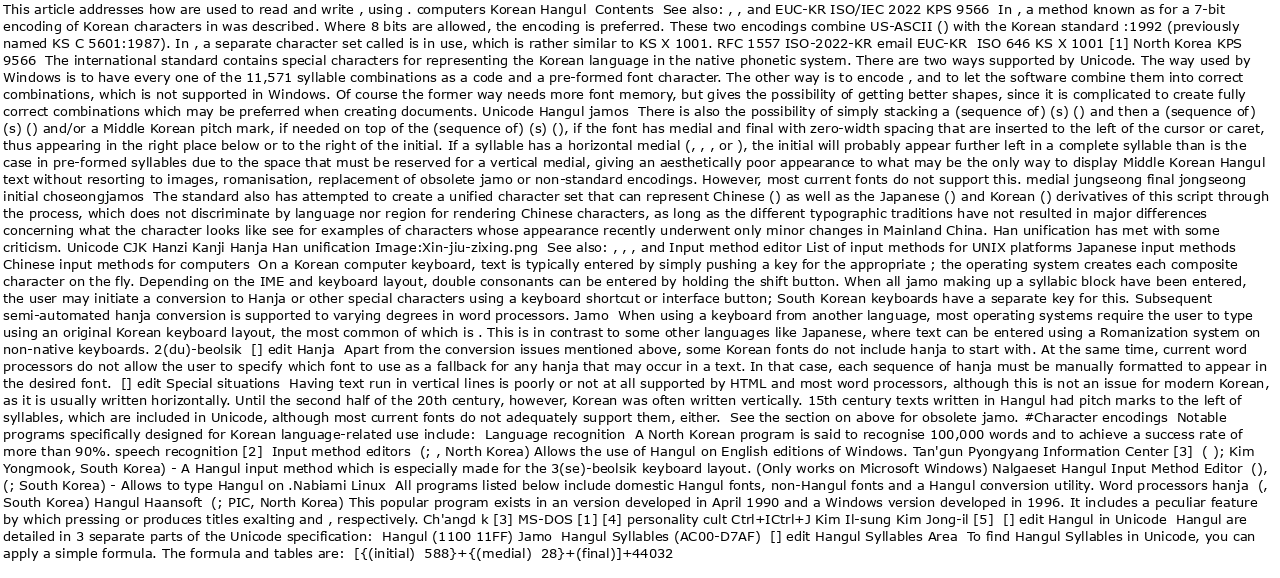 This article addresses how are used to read and write , using . computers Korean Hangul  Contents  See also: , , and EUC-KR ISO/IEC 2022 KPS 9566  In , a method known as for a 7-bit
encoding of Korean characters in was described. Where 8 bits are allowed, the encoding is preferred. These two encodings combine US-ASCII () with the Korean standard :1992 (previously
named KS C 5601:1987). In , a separate character set called is in use, which is rather similar to KS X 1001. RFC 1557 ISO-2022-KR email EUC-KR  ISO 646 KS X 1001 [1] North Korea KPS
9566  The international standard contains special characters for representing the Korean language in the native phonetic system. There are two ways supported by Unicode. The way used by
Windows is to have every one of the 11,571 syllable combinations as a code and a pre-formed font character. The other way is to encode , and to let the software combine them into correct
combinations, which is not supported in Windows. Of course the former way needs more font memory, but gives the possibility of getting better shapes, since it is complicated to create fully
correct combinations which may be preferred when creating documents. Unicode Hangul jamos  There is also the possibility of simply stacking a (sequence of) (s) () and then a (sequence of)
(s) () and/or a Middle Korean pitch mark, if needed on top of the (sequence of) (s) (), if the font has medial and final with zero-width spacing that are inserted to the left of the cursor or caret,
thus appearing in the right place below or to the right of the initial. If a syllable has a horizontal medial (, , , or ), the initial will probably appear further left in a complete syllable than is the
case in pre-formed syllables due to the space that must be reserved for a vertical medial, giving an aesthetically poor appearance to what may be the only way to display Middle Korean Hangul
text without resorting to images, romanisation, replacement of obsolete jamo or non-standard encodings. However, most current fonts do not support this. medial jungseong final jongseong
initial choseongjamos  The standard also has attempted to create a unified character set that can represent Chinese () as well as the Japanese () and Korean () derivatives of this script through
the process, which does not discriminate by language nor region for rendering Chinese characters, as long as the different typographic traditions have not resulted in major differences
concerning what the character looks like see for examples of characters whose appearance recently underwent only minor changes in Mainland China. Han unification has met with some
criticism. Unicode CJK Hanzi Kanji Hanja Han unification Image:Xin-jiu-zixing.png  See also: , , , and Input method editor List of input methods for UNIX platforms Japanese input methods
Chinese input methods for computers  On a Korean computer keyboard, text is typically entered by simply pushing a key for the appropriate ; the operating system creates each composite
character on the fly. Depending on the IME and keyboard layout, double consonants can be entered by holding the shift button. When all jamo making up a syllabic block have been entered,
the user may initiate a conversion to Hanja or other special characters using a keyboard shortcut or interface button; South Korean keyboards have a separate key for this. Subsequent
semi-automated hanja conversion is supported to varying degrees in word processors. Jamo  When using a keyboard from another language, most operating systems require the user to type
using an original Korean keyboard layout, the most common of which is . This is in contrast to some other languages like Japanese, where text can be entered using a Romanization system on
non-native keyboards. 2(du)-beolsik  [] edit Hanja  Apart from the conversion issues mentioned above, some Korean fonts do not include hanja to start with. At the same time, current word
processors do not allow the user to specify which font to use as a fallback for any hanja that may occur in a text. In that case, each sequence of hanja must be manually formatted to appear in
the desired font.  [] edit Special situations  Having text run in vertical lines is poorly or not at all supported by HTML and most word processors, although this is not an issue for modern Korean,
as it is usually written horizontally. Until the second half of the 20th century, however, Korean was often written vertically. 15th century texts written in Hangul had pitch marks to the left of
syllables, which are included in Unicode, although most current fonts do not adequately support them, either.  See the section on above for obsolete jamo. #Character encodings  Notable
programs specifically designed for Korean language-related use include:  Language recognition  A North Korean program is said to recognise 100,000 words and to achieve a success rate of
more than 90%. speech recognition [2]  Input method editors  (; , North Korea) Allows the use of Hangul on English editions of Windows. Tan'gun Pyongyang Information Center [3]  ( ); Kim
Yongmook, South Korea) - A Hangul input method which is especially made for the 3(se)-beolsik keyboard layout. (Only works on Microsoft Windows) Nalgaeset Hangul Input Method Editor  (),
(; South Korea) - Allows to type Hangul on .Nabiami Linux  All programs listed below include domestic Hangul fonts, non-Hangul fonts and a Hangul conversion utility. Word processors hanja  (,
South Korea) Hangul Haansoft  (; PIC, North Korea) This popular program exists in an version developed in April 1990 and a Windows version developed in 1996. It includes a peculiar feature
by which pressing or produces titles exalting and , respectively. Ch'angd k [3] MS-DOS [1] [4] personality cult Ctrl+ICtrl+J Kim Il-sung Kim Jong-il [5]  [] edit Hangul in Unicode  Hangul are
detailed in 3 separate parts of the Unicode specification:  Hangul (1100 11FF) Jamo  Hangul Syllables (AC00-D7AF)  [] edit Hangul Syllables Area  To find Hangul Syllables in Unicode, you can
apply a simple formula. The formula and tables are:  [{(initial)  588}+{(medial)  28}+(final)]+44032